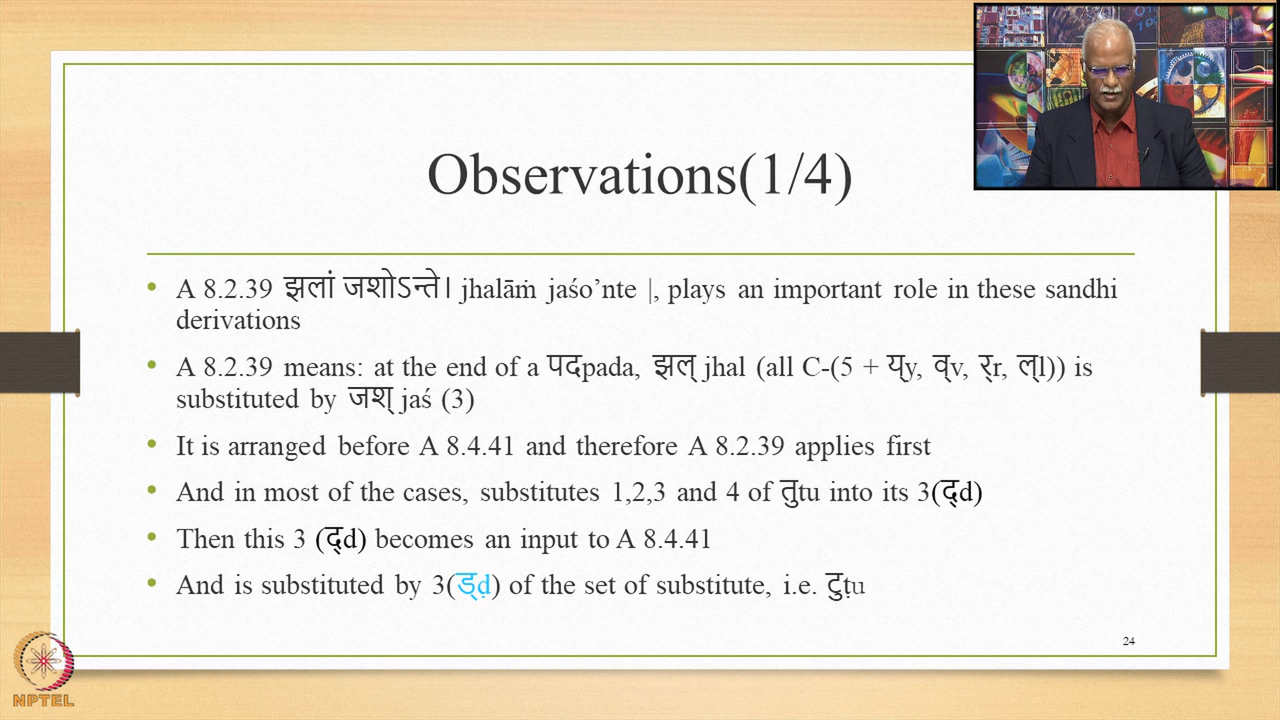 Observations(1/4)
• A 8.2.39 झलां जशोऽन्ते। jhalāṁ jaśo’nte |, plays an important role in these sandhi
derivations
• A 8.2.39 means: at the end of a पदpada, झल् jhal (all C-(5 + य्y, व्v, र्r, ल्l)) is
substituted by जश् jaś (3)
• It is arranged before A 8.4.41 and therefore A 8.2.39 applies first
• And in most of the cases, substitutes 1,2,3 and 4 of तुtu into its 3(द्d)
• Then this 3 (द्d) becomes an input to A 8.4.41
• And is substituted by 3(ड्ḍ) of the set of substitute, i.e. टुṭu
24
NPTEL